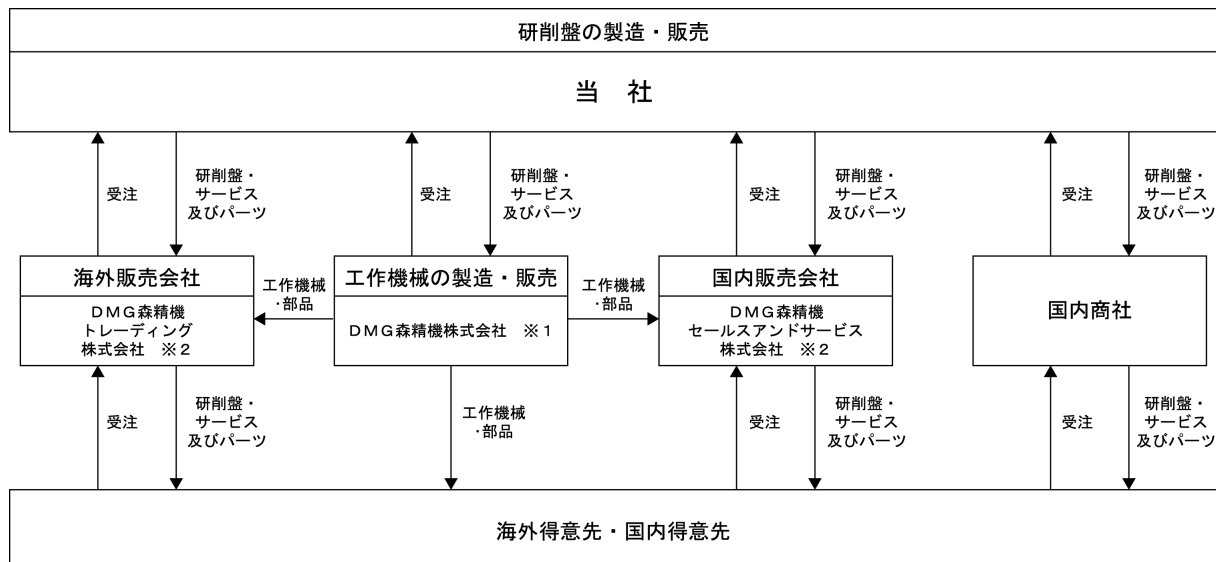 研削盤の製造・販売
当　社
受注
研削盤・
サービス
及びパーツ
受注
研削盤・
サービス
及びパーツ
受注
研削盤・
サービス
及びパーツ
受注
研削盤・
サービス
及びパーツ
海外販売会社
ＤＭＧ森精機
トレーディング
株式会社　※２
工作機械
・部品
工作機械の製造・販売
ＤＭＧ森精機株式会社　※１
工作機械
・部品
国内販売会社
ＤＭＧ森精機
セールスアンドサービス
株式会社　※２
国内商社
受注
研削盤・
サービス
及びパーツ
工作機械
・部品
受注
研削盤・
サービス
及びパーツ
受注
研削盤・
サービス
及びパーツ
海外得意先・国内得意先